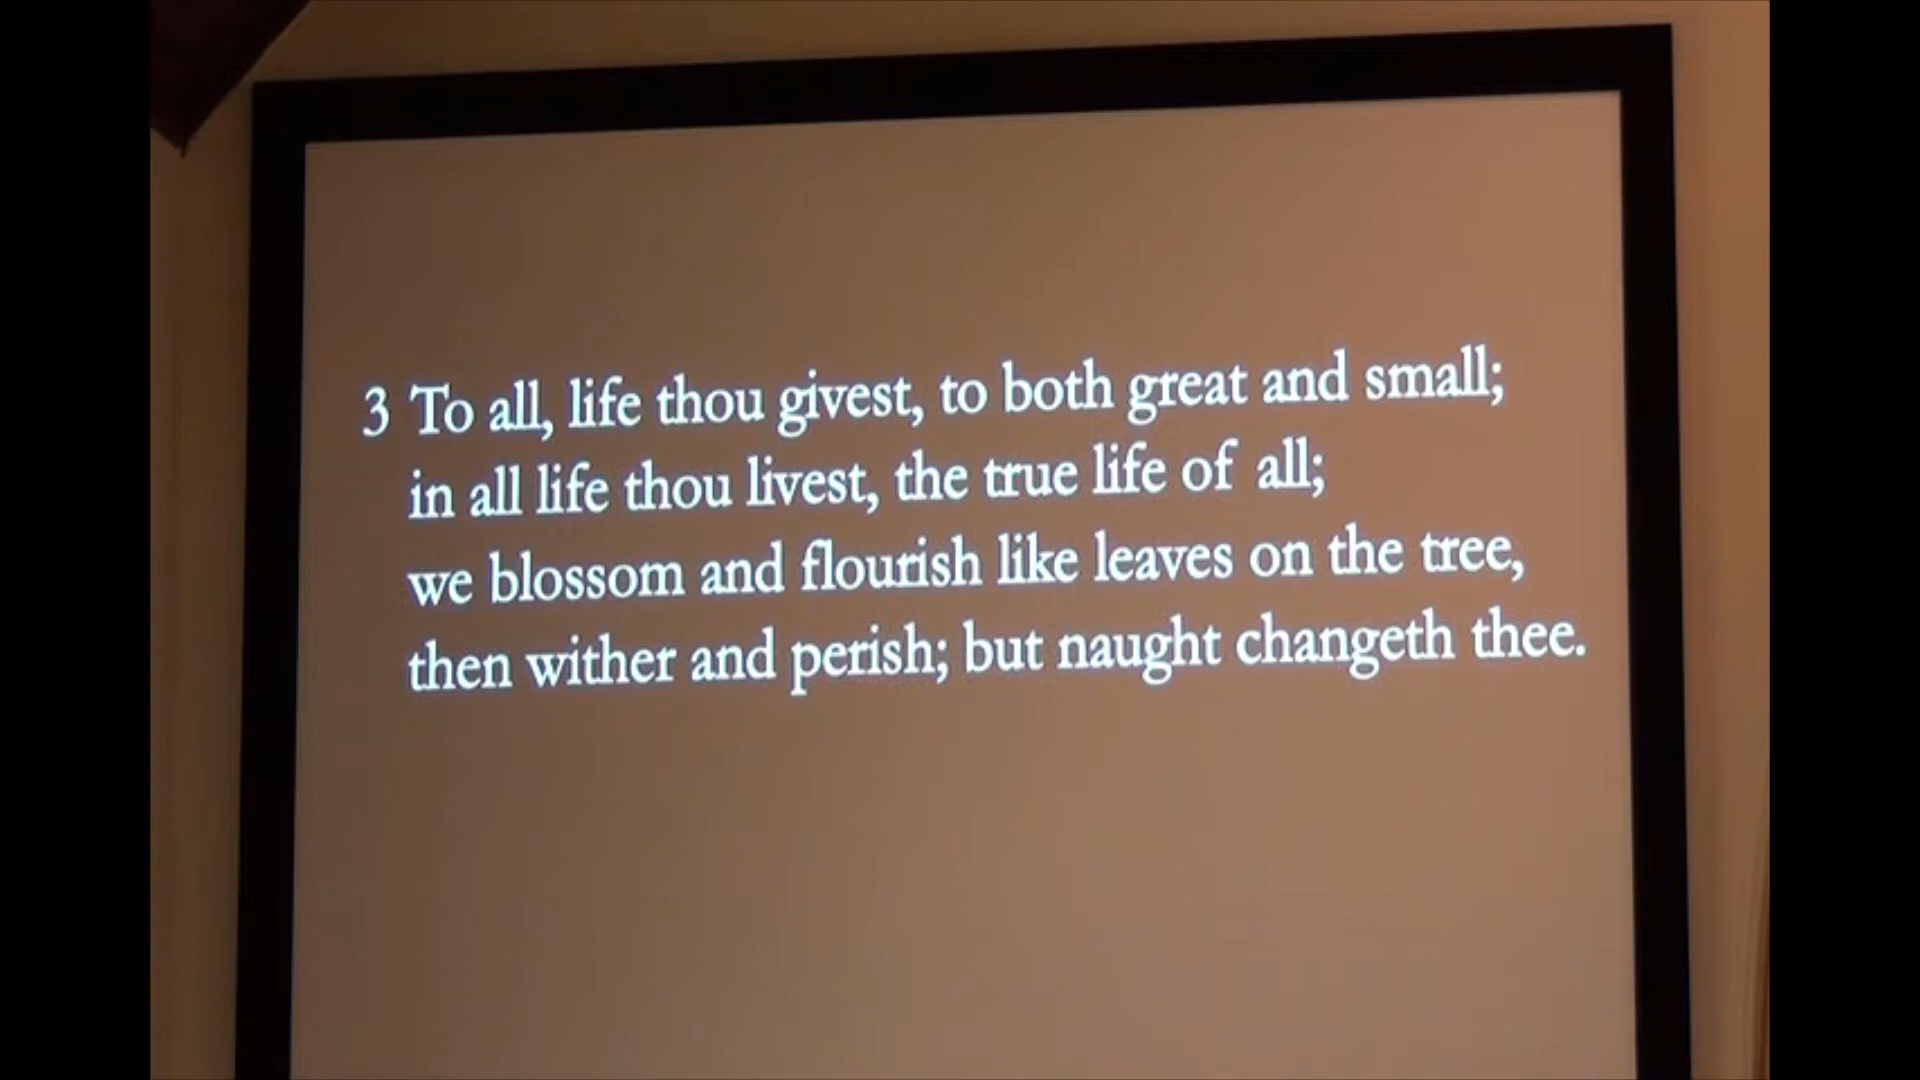 3 To all, life thou givest, to both great and small;
in all life thou livest, the true life of all;
we blossom and flourish like leaves on the tree,
then wither and perish; but naught changeth thee.